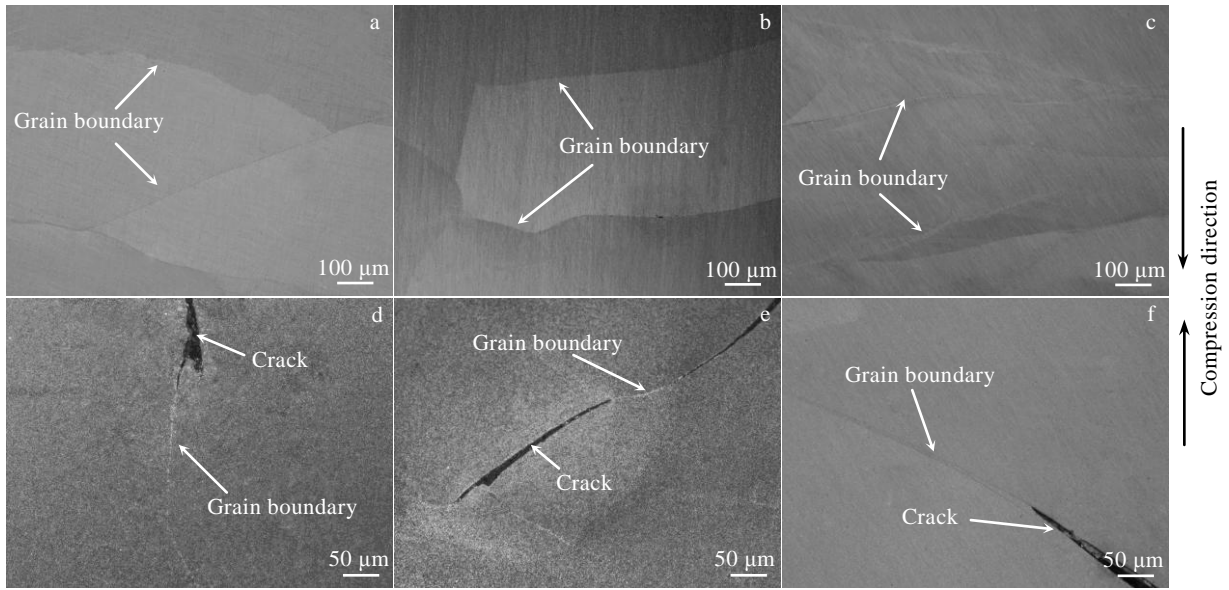 a
Grain boundary
100 μm
b
Grain boundary
100 μm
c
Grain boundary
100 μm
d
Crack
Grain boundary
50 μm
e
Grain boundary
Crack
50 μm
f
Grain boundary
Crack
50 μm
Compression direction